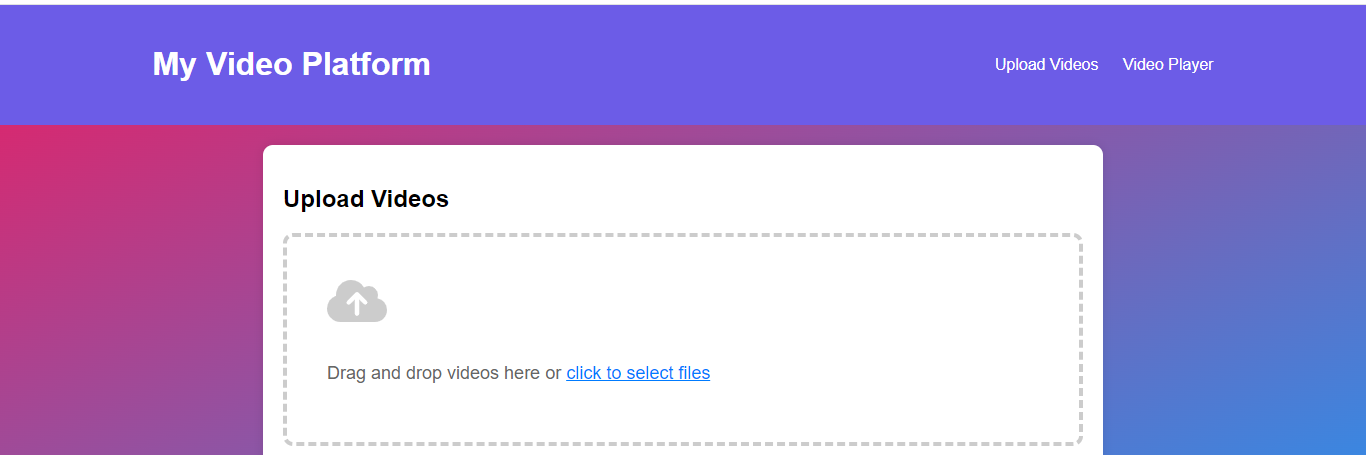 My Video Platform
Upload Videos
Video Player
Upload Videos
Drag and drop videos here or click to select files